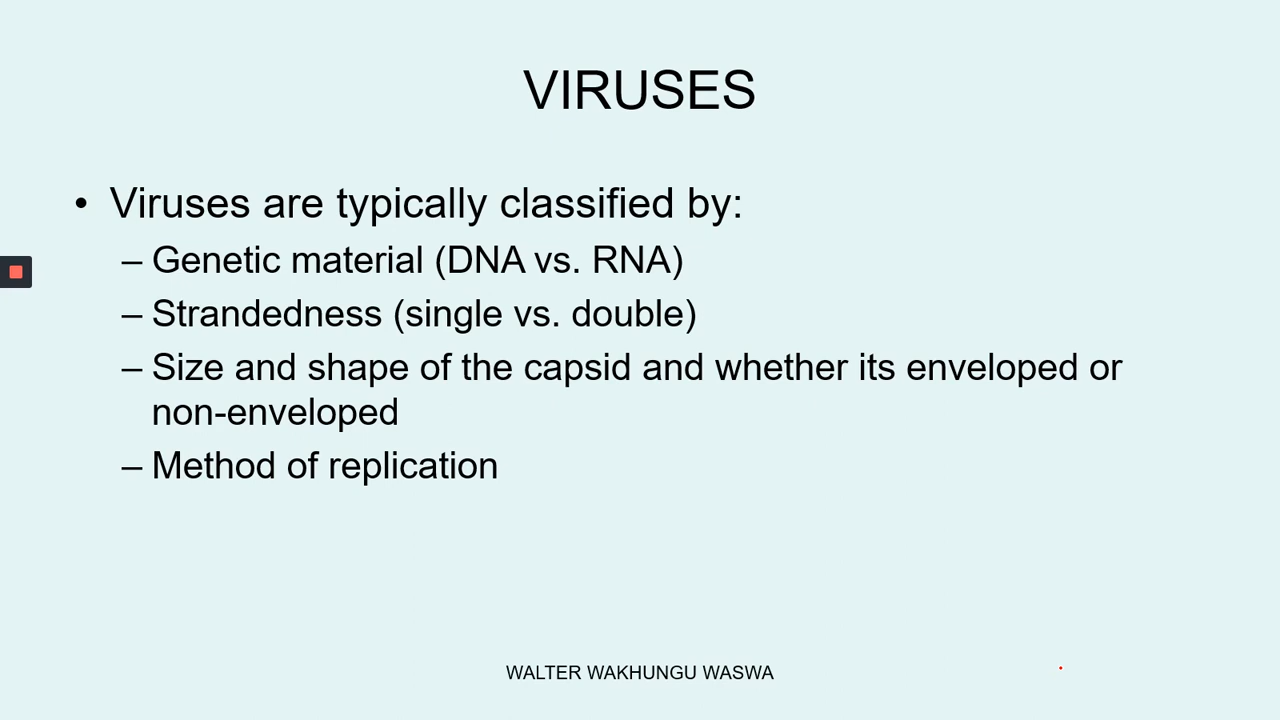 VIRUSES
• Viruses are typically classified by:
– Genetic material (DNA vs. RNA)
– Strandedness (single vs. double)
– Size and shape of the capsid and whether its enveloped or
non-enveloped
– Method of replication
WALTER WAKHUNGU WASWA